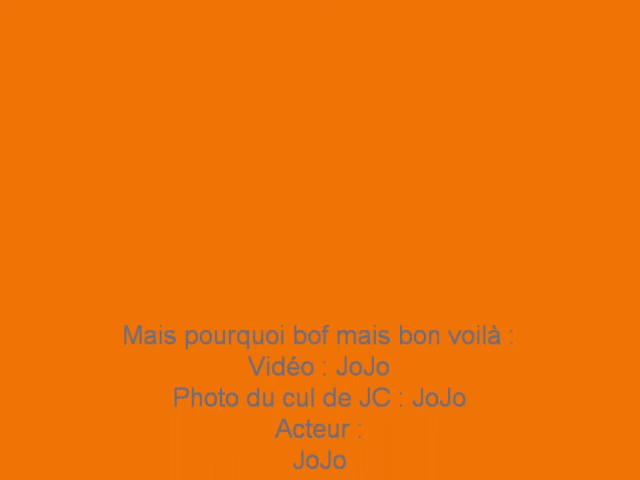 Mais pourquoi bof mais bon voilà :
Vidéo : JoJo
Photo du cul de JC : JoJo
Acteur :
JoJo